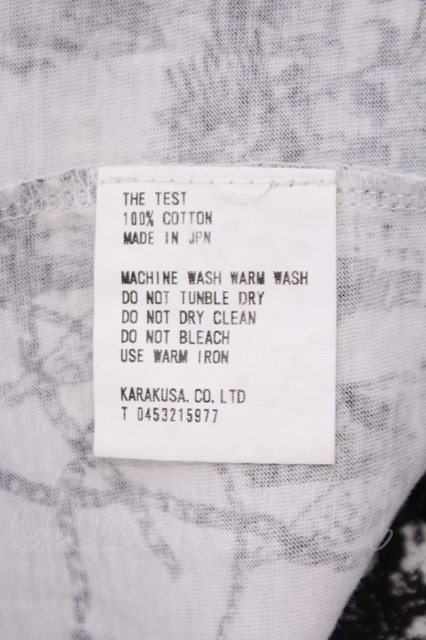 THE TEST
100% COTTON
MADE IN JPN
MACHINE WASH WARM WASH
DO NOT TUNBLE DRY
DO NOT DRY CLEAN
DO NOT BLEACH
USE WARM IRON
KARAKUSA. CO. LTD
T 0453215977